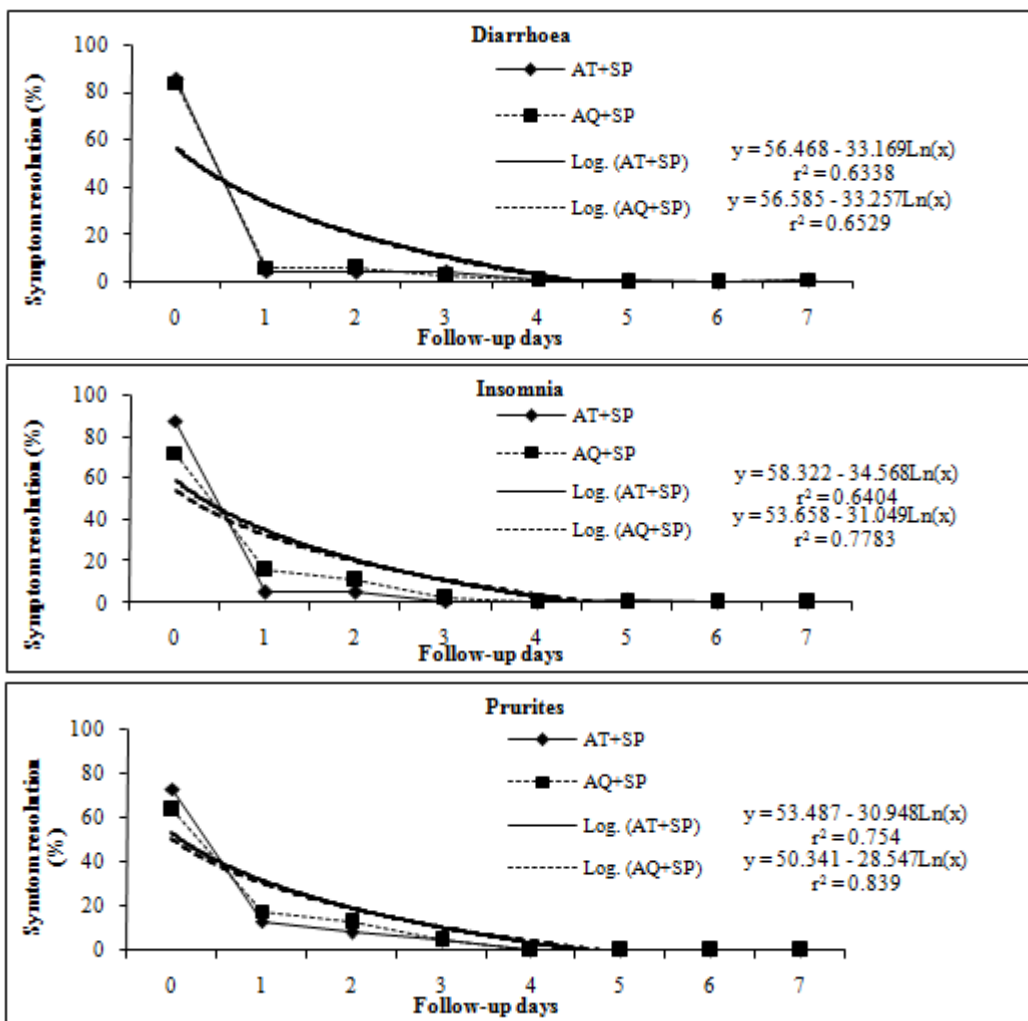 Diarrhoea
Symptom resolution (%)
100
80
60
40
20
0
AT+SP
AQ+SP
Log. (AT+SP)
Log. (AQ+SP)
y = 56.468 - 33.169Ln(x)
r² = 0.6338
y = 56.585 - 33.257Ln(x)
r² = 0.6529
0 1 2 3 4 5 6 7
Follow-up days
Insomnia
Symptom resolution (%)
100
80
60
40
20
0
AT+SP
AQ+SP
Log. (AT+SP)
Log. (AQ+SP)
y = 58.322 - 34.568Ln(x)
r² = 0.6404
y = 53.658 - 31.049Ln(x)
r² = 0.7783
0 1 2 3 4 5 6 7
Follow-up days
Prurites
Symtom resolution
(%)
100
80
60
40
20
0
AT+SP
AQ+SP
Log. (AT+SP)
Log. (AQ+SP)
y = 53.487 - 30.948Ln(x)
r² = 0.754
y = 50.341 - 28.547Ln(x)
r² = 0.839
0 1 2 3 4 5 6 7
Follow-up days